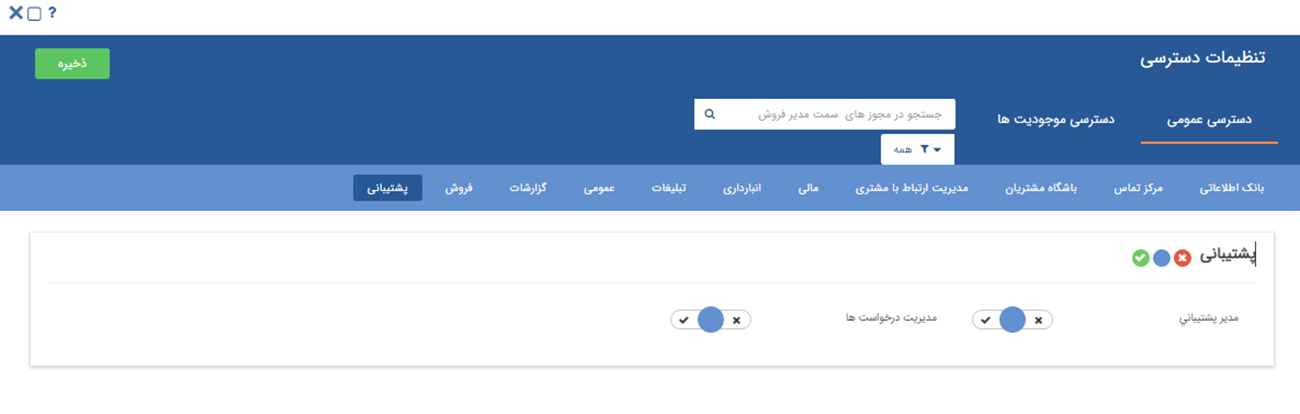 ?
تنظیمات دسترسی
ذخیره
دسترسی عمومی
دسترسی موجودیت ها
جستجو در مجوز های سمت مدیر فروش
همه
بانک اطلاعاتی
مرکز تماس
باشگاه مشتریان
مدیریت ارتباط با مشتری
مالی
انبارداری
تبلیغات
عمومی
گزارشات
فروش
پشتیبانی
پشتیبانی
مدیر پشتیباني
مدیریت درخواست ها